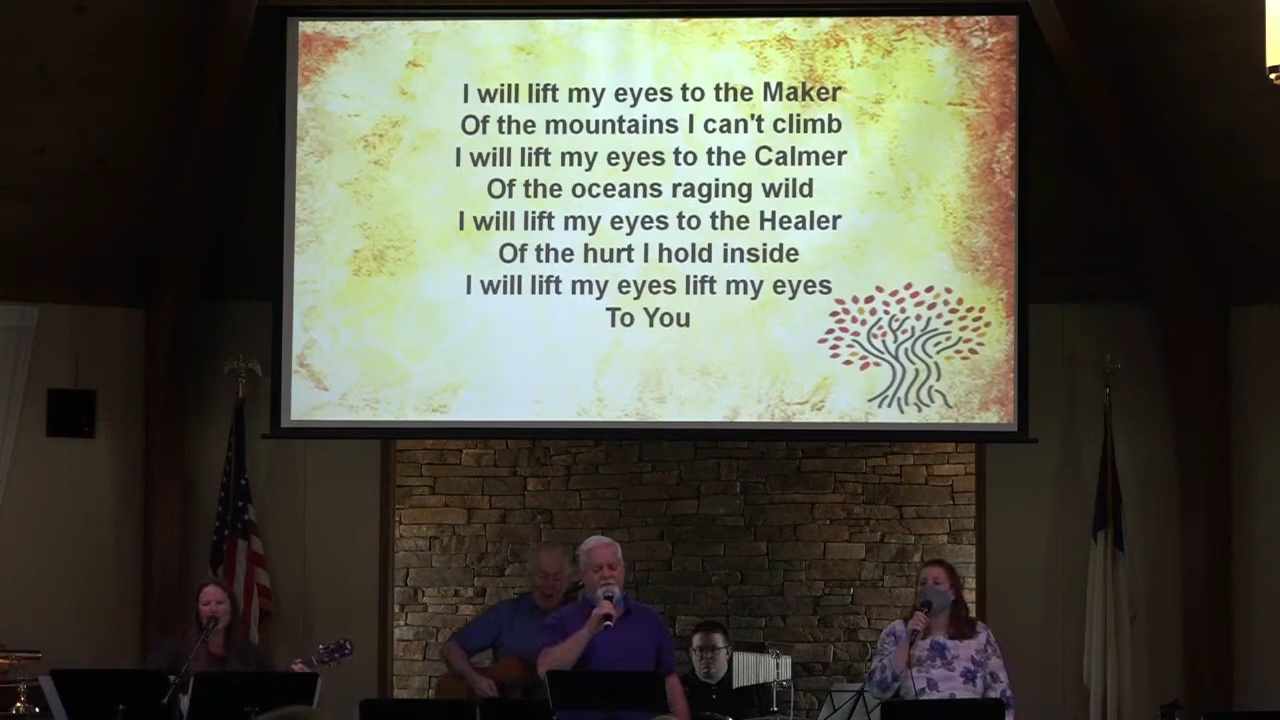 I will lift my eyes to the Maker
Of the mountains I can't climb
I will lift my eyes to the Calmer
Of the oceans raging wild
I will lift my eyes to the Healer
Of the hurt I hold inside
I will lift my eyes lift my eyes
To You